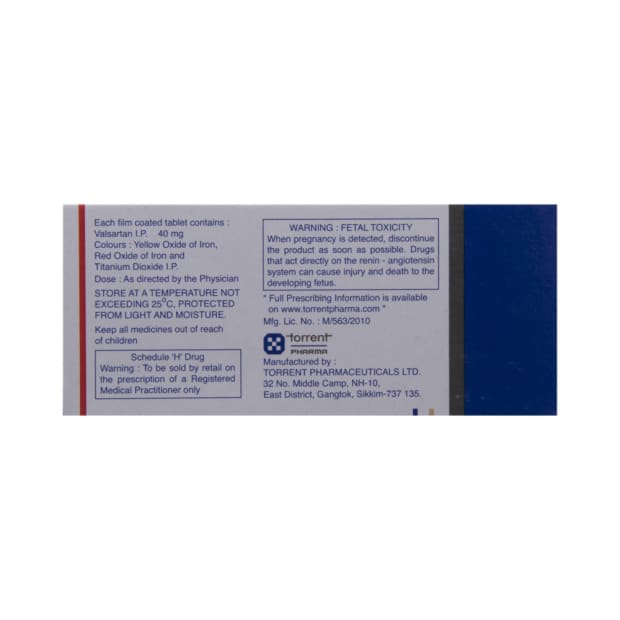 Each film coated tablet contains :
Valsartan I.P. 40 mg
Colours : Yellow Oxide of Iron,
Red Oxide of Iron and
Titanium Dioxide I.P.
Dose : As directed by the Physician
STORE AT A TEMPERATURE NOT
EXCEEDING 25°C, PROTECTED
FROM LIGHT AND MOISTURE.
Keep all medicines out of reach
of children
Schedule 'H' Drug
Warning : To be sold by retail on
the prescription of a Registered
Medical Practitioner only
WARNING : FETAL TOXICITY
When pregnancy is detected, discontinue
the product as soon as possible. Drugs
that act directly on the renin - angiotensin
system can cause injury and death to the
developing fetus.
" Full Prescribing Information is available
on www.torrentpharma.com "
Mfg. Lic. No. : M/563/2010
torrent
PHARMA
Manufactured by :
TORRENT PHARMACEUTICALS LTD.
32 No. Middle Camp, NH-10,
East District, Gangtok, Sikkim-737 135.